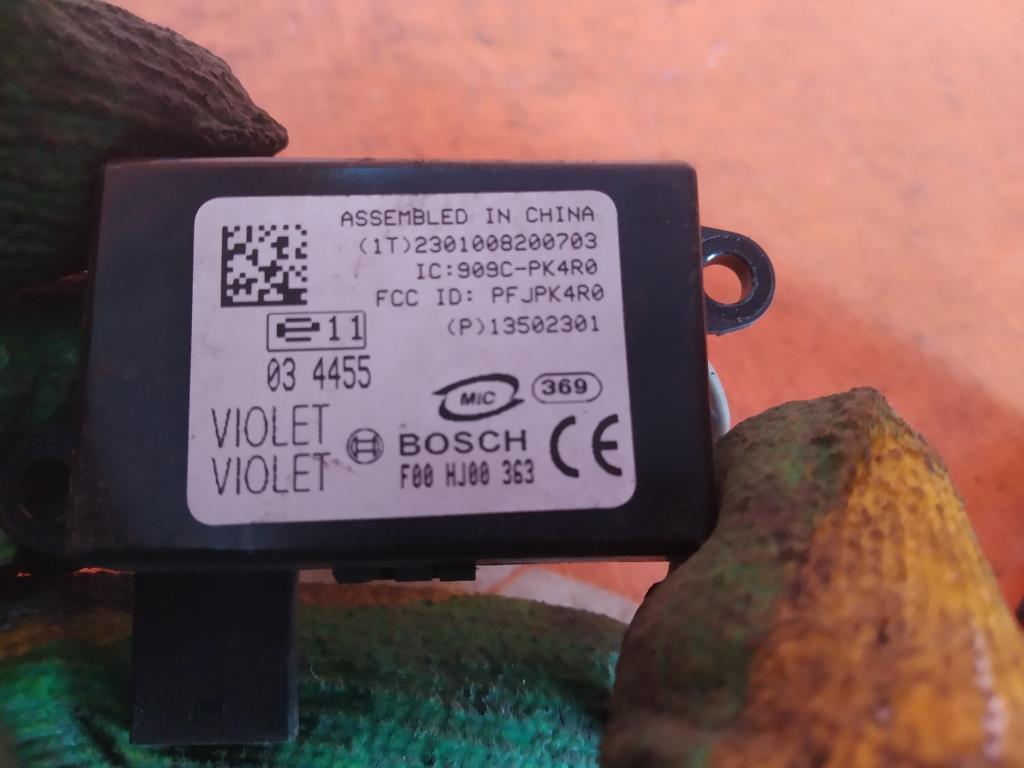 ASSEMBLED IN CHINA
(1T)2301008200703
IC:909C-PK4R0
FCC ID: PFJPK4R0
(P)13502301
11
03 4455
MiC
369
VIOLET
VIOLET
BOSCH
F00 HJ00 363
CE